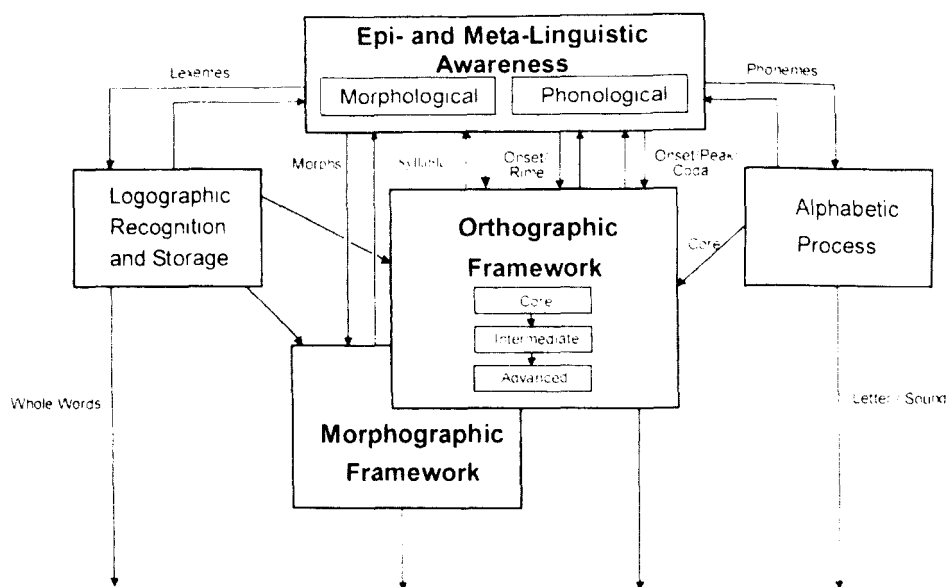 Epi- and Meta-Linguistic
Awareness
Morphological
Phonological
Lexemes
Phonemes
Morphs
Onset/
Rime
Onset/Peak/
Coda
Logographic
Recognition
and Storage
Orthographic
Framework
Core
Intermediate
Advanced
Core
Alphabetic
Process
Whole Words
Letter / Sound
Morphographic
Framework